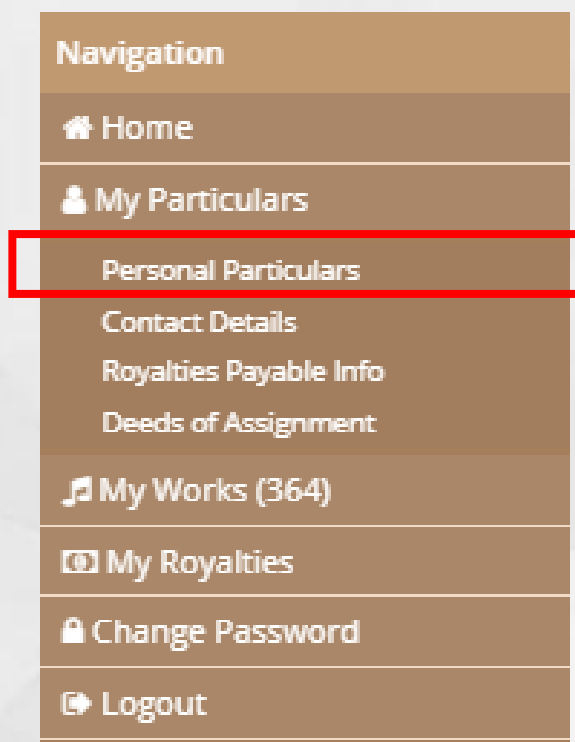 Navigation
Home
My Particulars
Personal Particulars
Contact Details
Royalties Payable Info
Deeds of Assignment
My Works (364)
My Royalties
Change Password
Logout